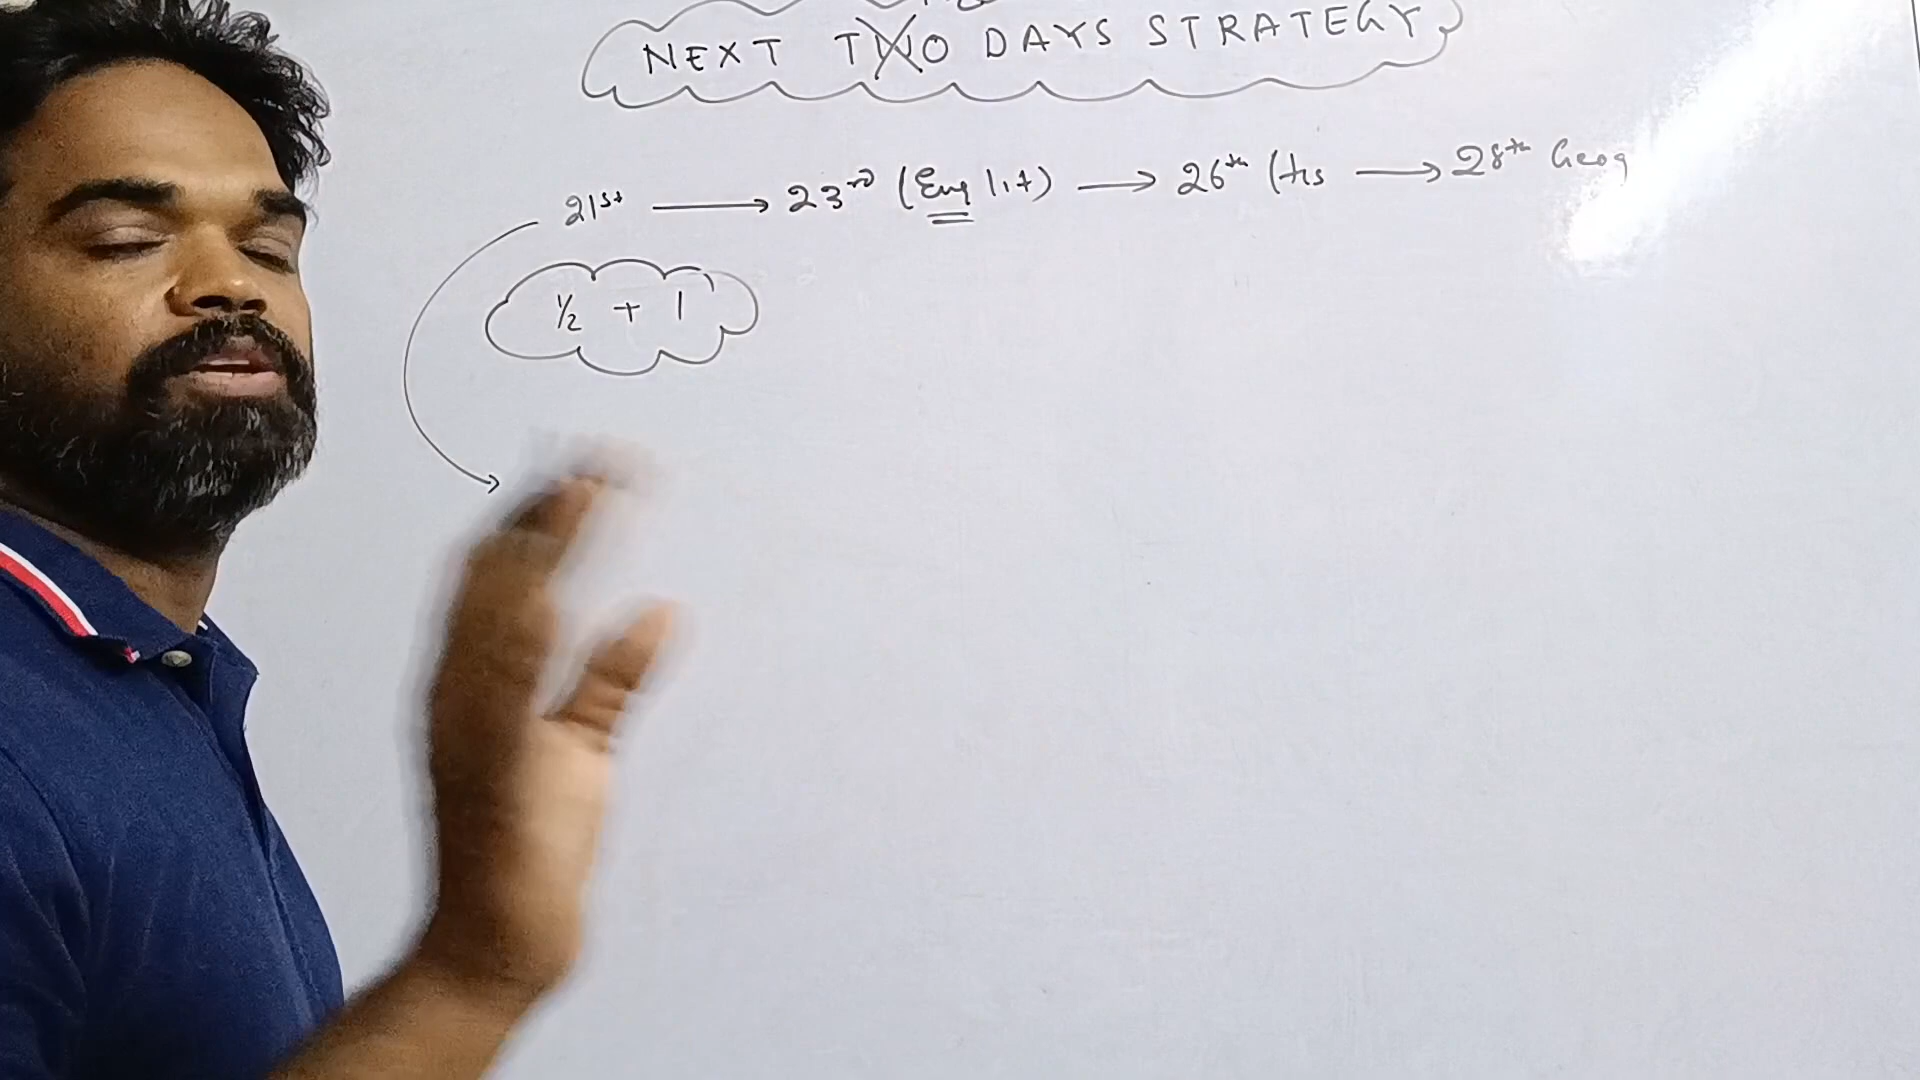 NEXT TWO DAYS STRATEGY
21st → 23rd (Eng lit) → 26th (His → 28th Geog
1/2 + 1